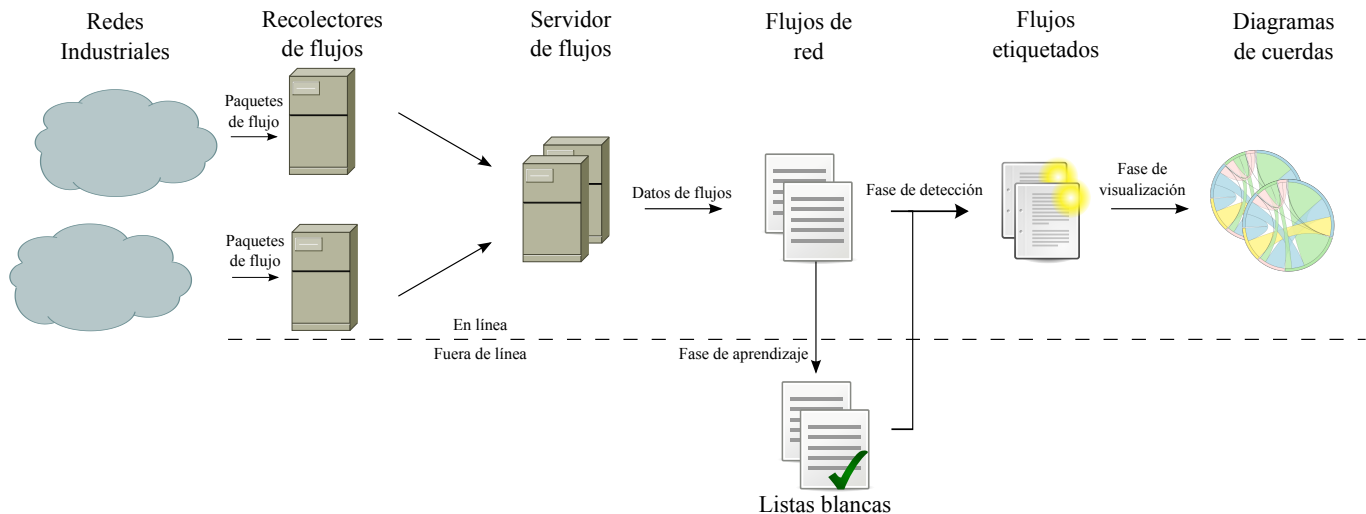 Redes
Industriales
Recolectores
de flujos
Servidor
de flujos
Flujos de
red
Flujos
etiquetados
Diagramas
de cuerdas
Paquetes
de flujo
Paquetes
de flujo
Datos de flujos
Fase de detección
Fase de
visualización
En línea
Fuera de línea
Fase de aprendizaje
Listas blancas